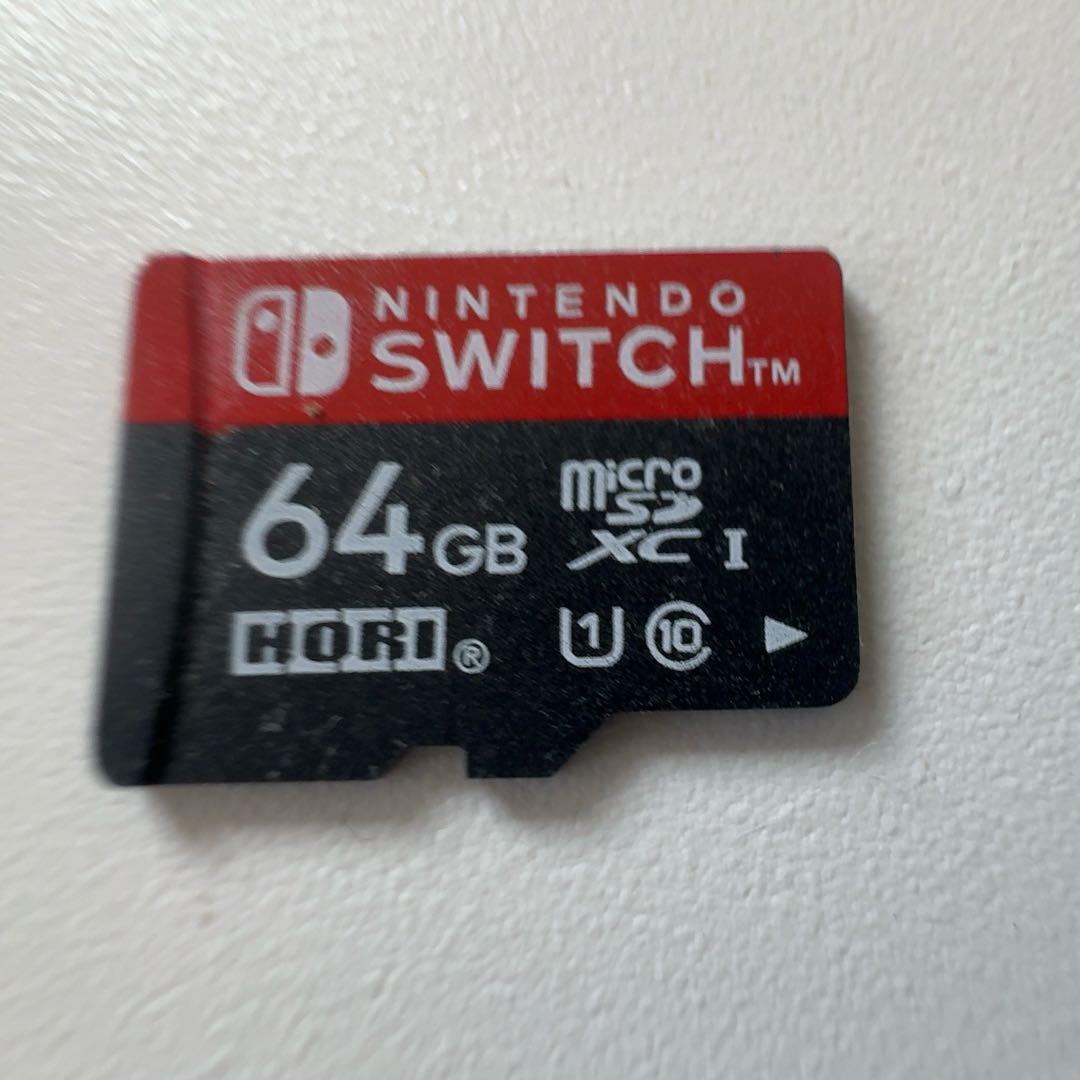 NINTENDO
SWITCH™
64GB
micro
SD
XC I
HORI®
U1 10